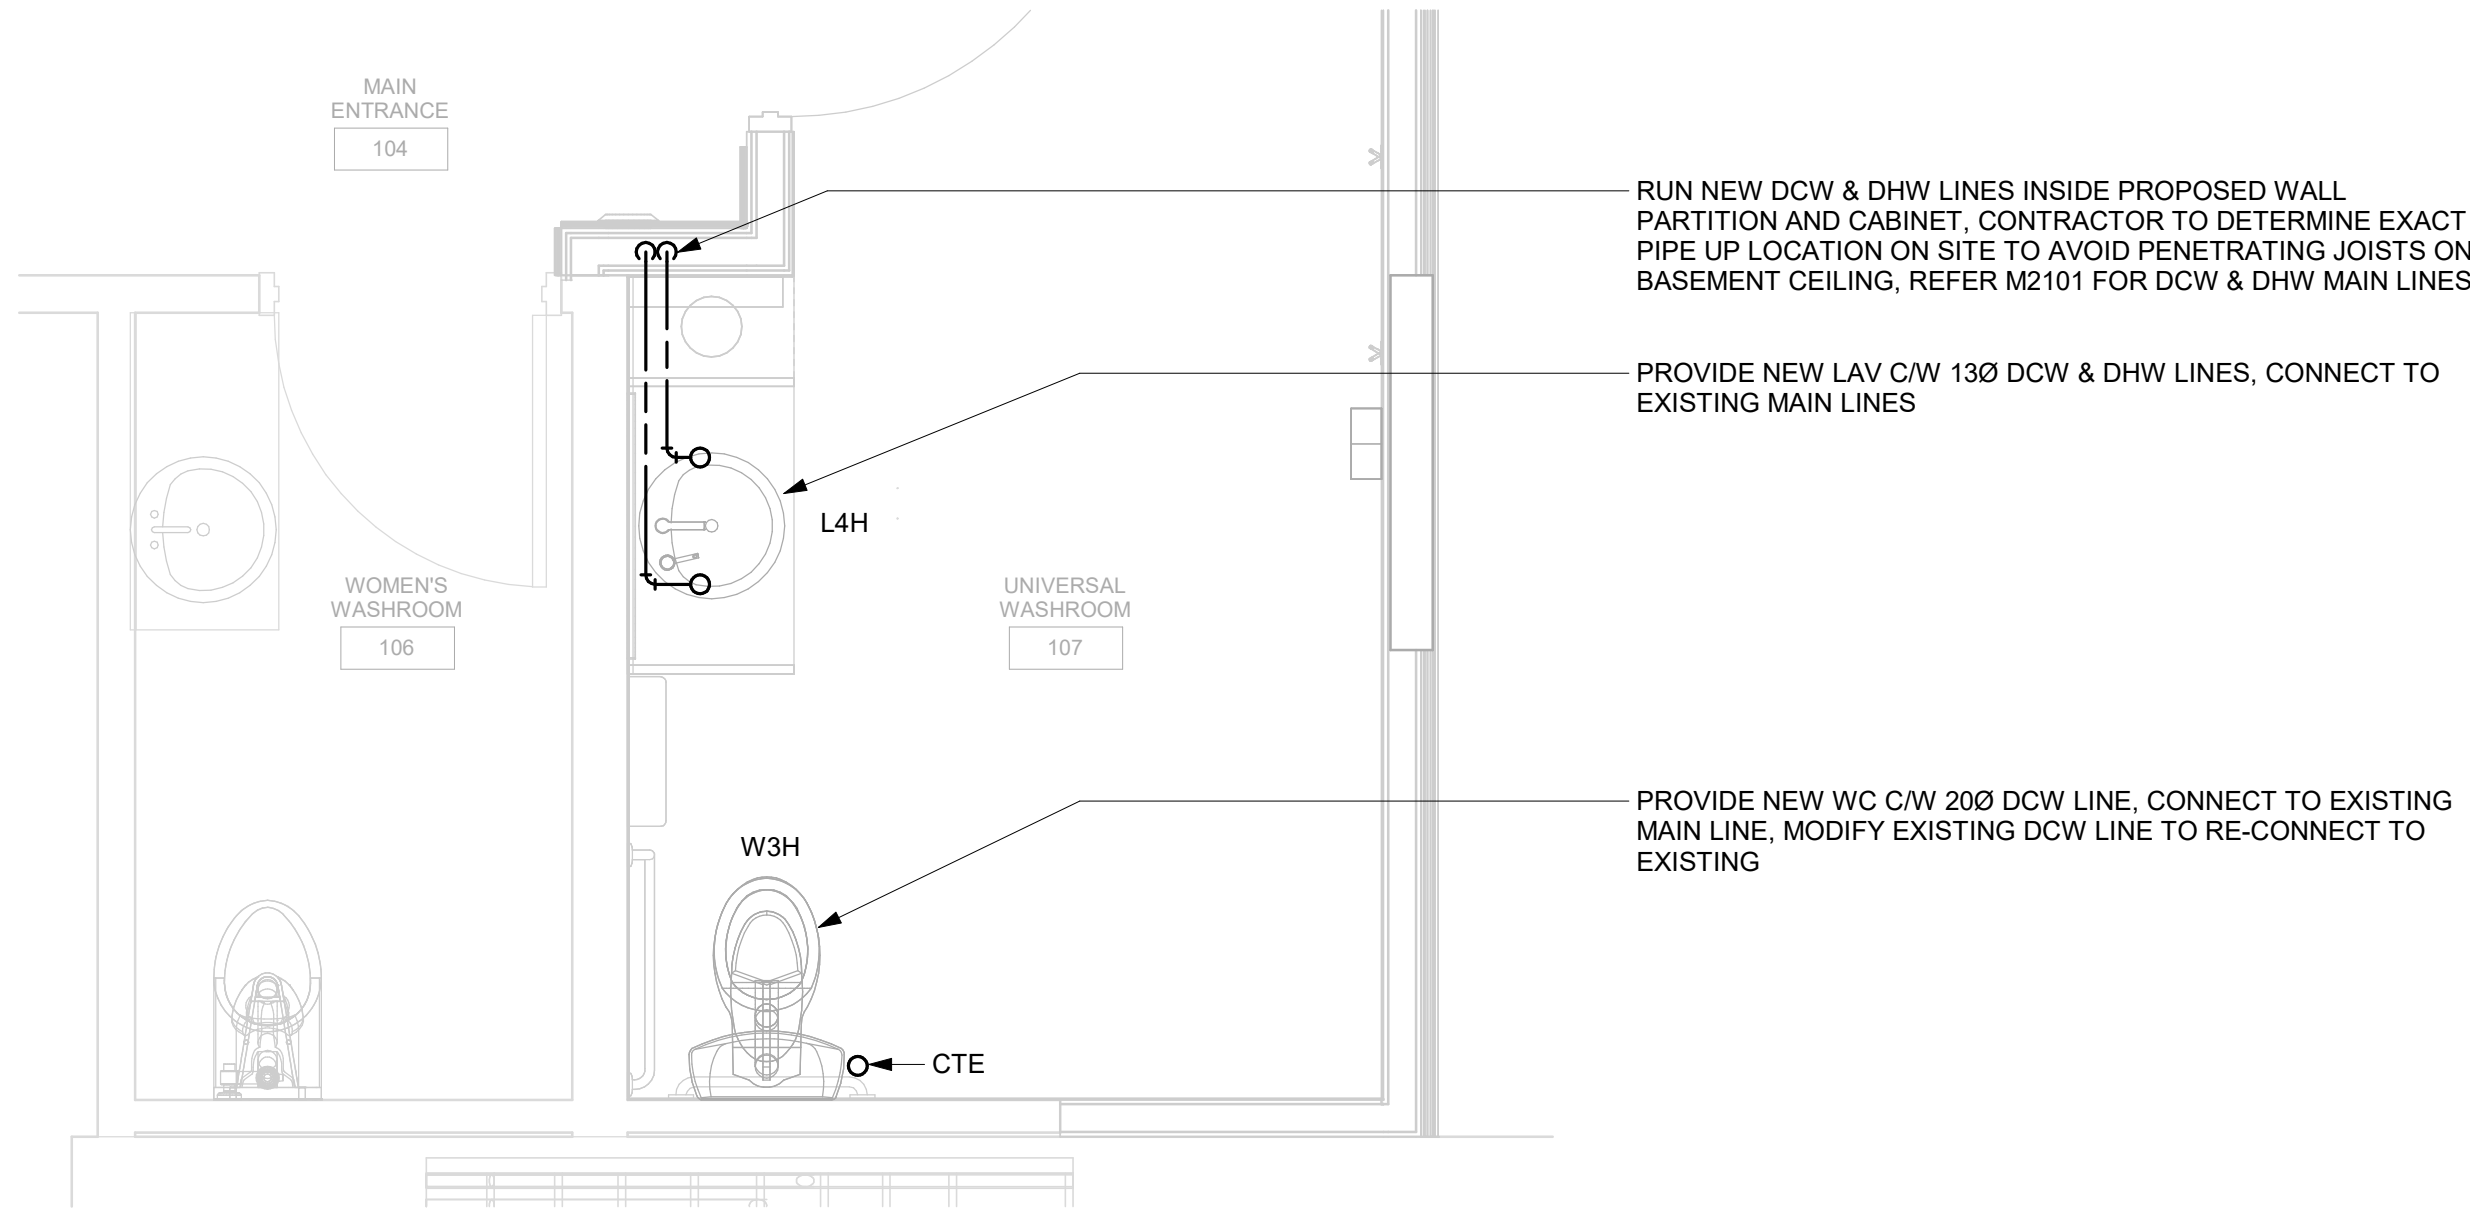 MAIN
ENTRANCE
104
RUN NEW DCW & DHW LINES INSIDE PROPOSED WALL
PARTITION AND CABINET, CONTRACTOR TO DETERMINE EXACT
PIPE UP LOCATION ON SITE TO AVOID PENETRATING JOISTS ON
BASEMENT CEILING, REFER M2101 FOR DCW & DHW MAIN LINES
PROVIDE NEW LAV C/W 13Ø DCW & DHW LINES, CONNECT TO
EXISTING MAIN LINES
L4H
WOMEN'S
WASHROOM
106
UNIVERSAL
WASHROOM
107
PROVIDE NEW WC C/W 20Ø DCW LINE, CONNECT TO EXISTING
MAIN LINE, MODIFY EXISTING DCW LINE TO RE-CONNECT TO
EXISTING
W3H
CTE